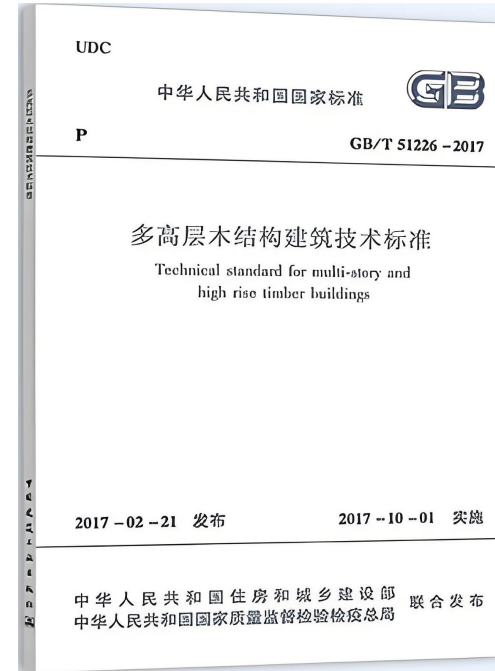 UDC
中华人民共和国国家标准
GB
P
GB/T 51226-2017
多高层木结构建筑技术标准
Technical standard for multi-story and
high rise timber buildings
2017-02-21 发布
2017-10-01 实施
中华人民共和国住房和城乡建设部
中华人民共和国国家质量监督检验检疫总局
联合发布